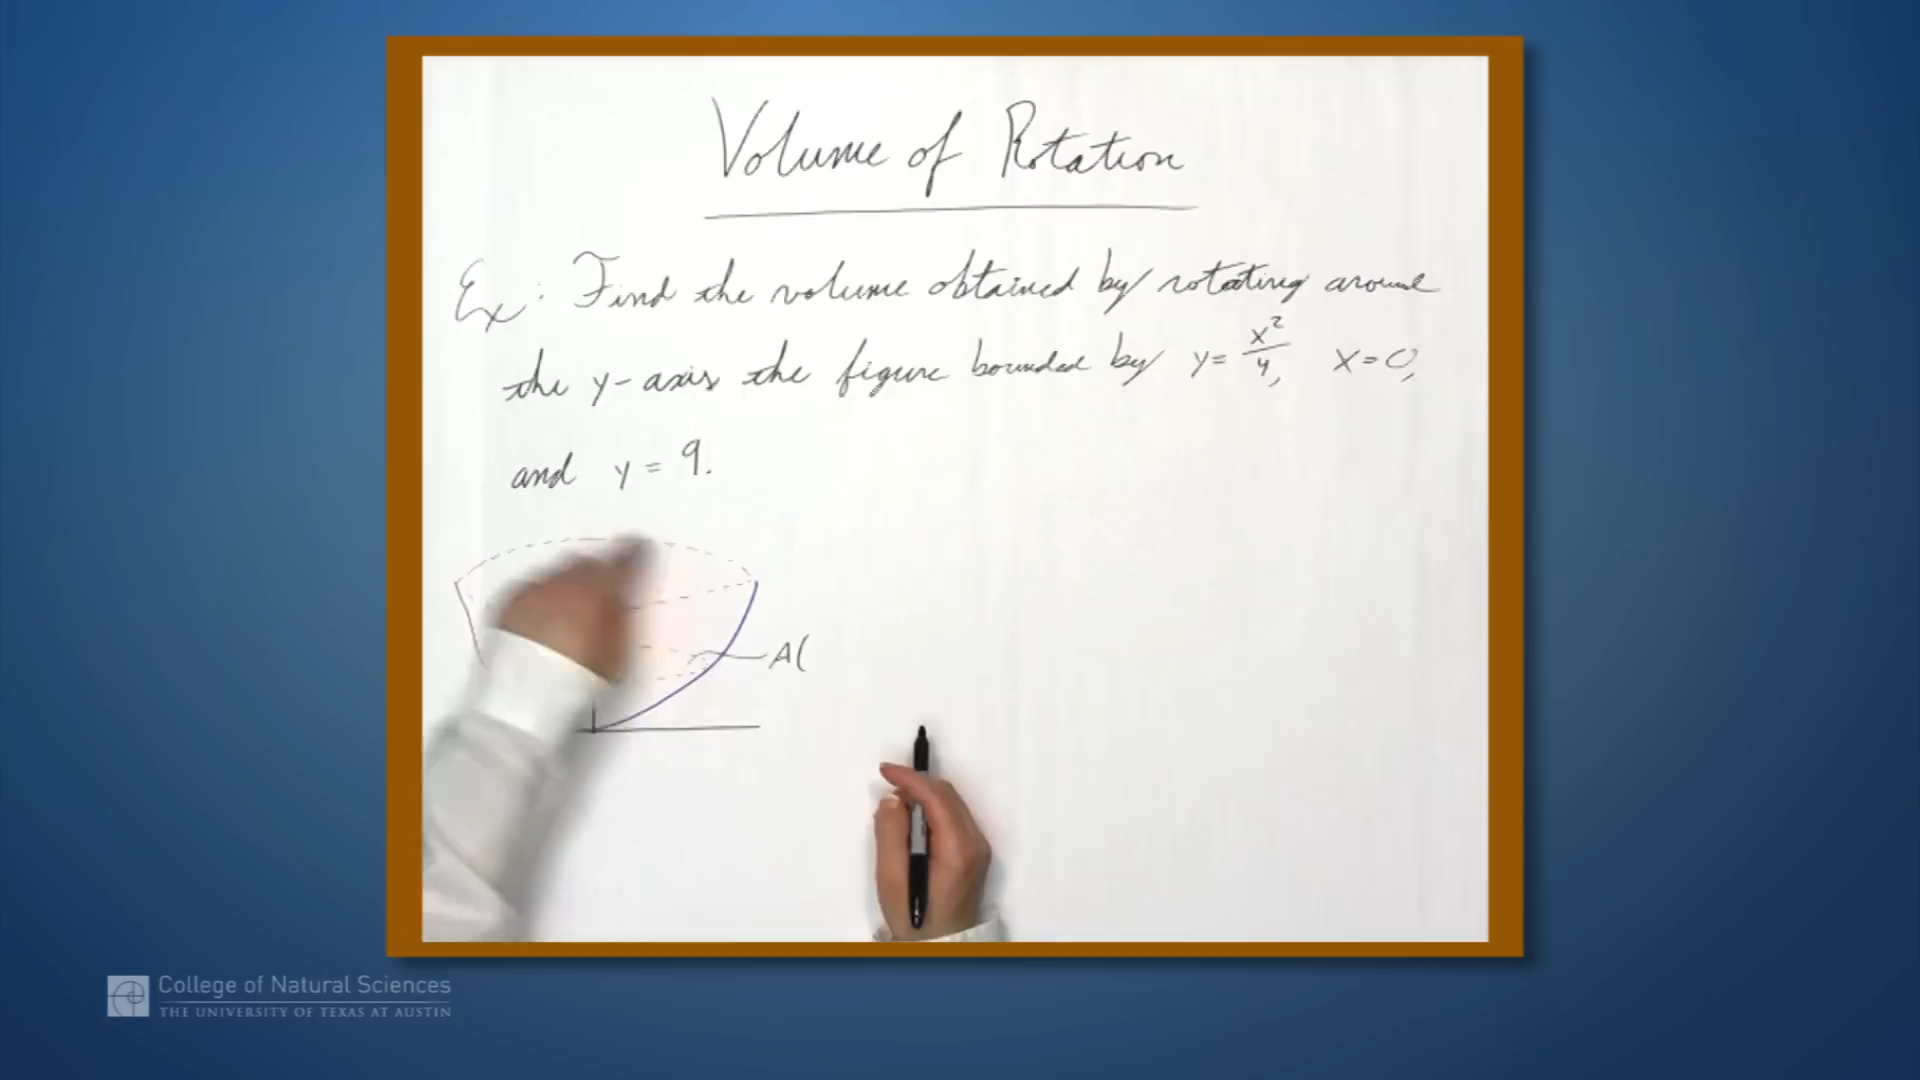 Volume of Rotation
Ex: Find the volume obtained by rotating around
the y-axis the figure bounded by y = x²/4, x = 0,
and y = 9.
A(
College of Natural Sciences
THE UNIVERSITY OF TEXAS AT AUSTIN